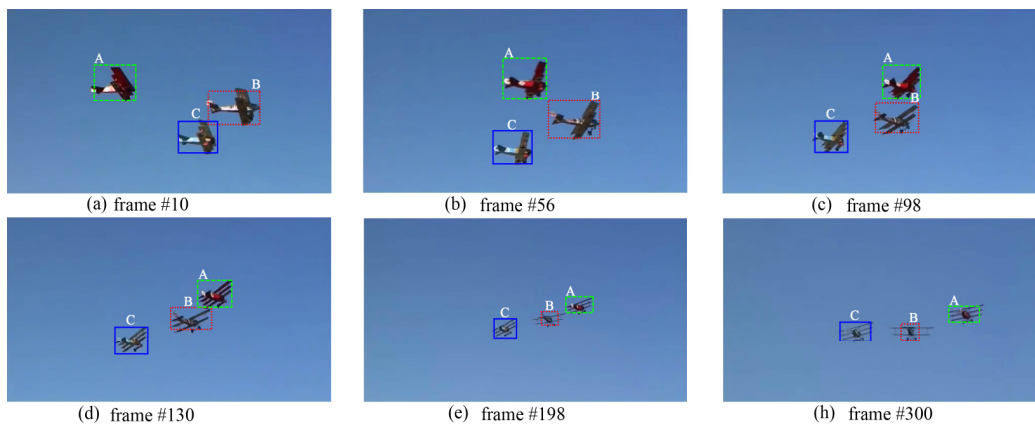 A
B
C
A
B
C
A
B
C
(a) frame #10
(b) frame #56
(c) frame #98
A
B
C
A
B
C
A
B
C
(d) frame #130
(e) frame #198
(h) frame #300